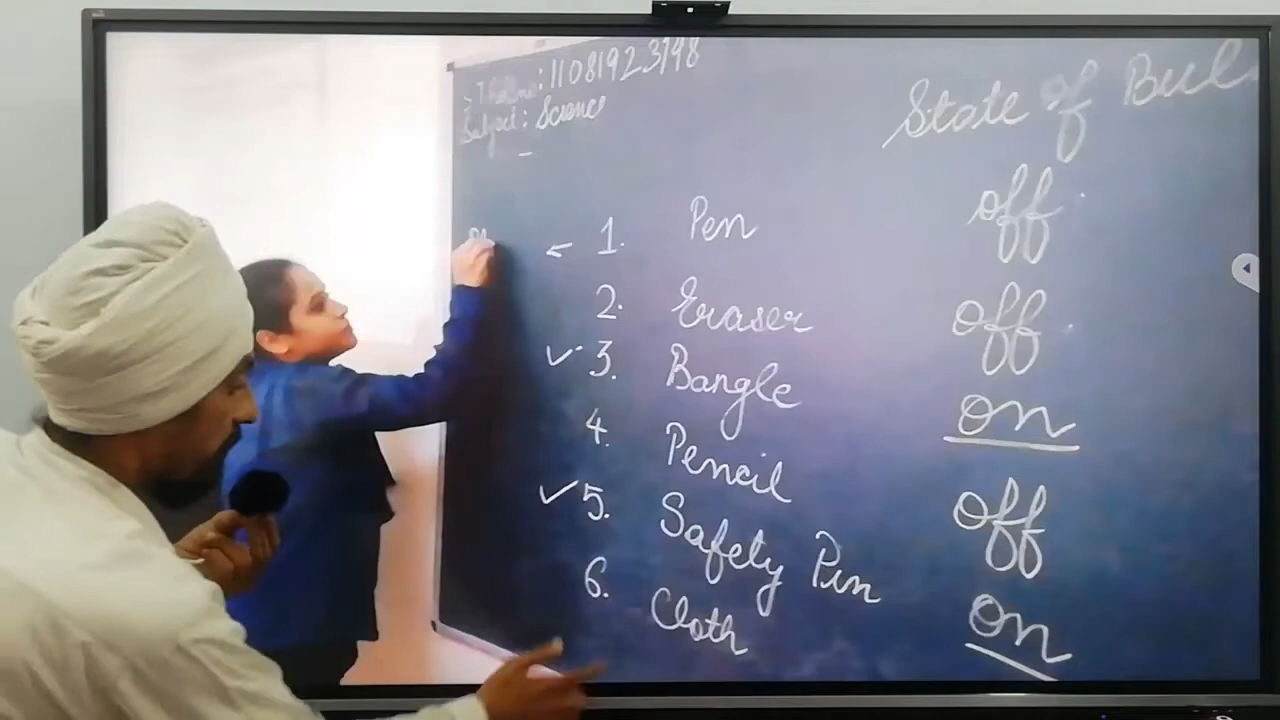 : 11081923198
Subject: Science
State of
1. Pen off
2. Eraser off
3. Bangle on
4. Pencil off
5. Safety Pin on
6. Cloth